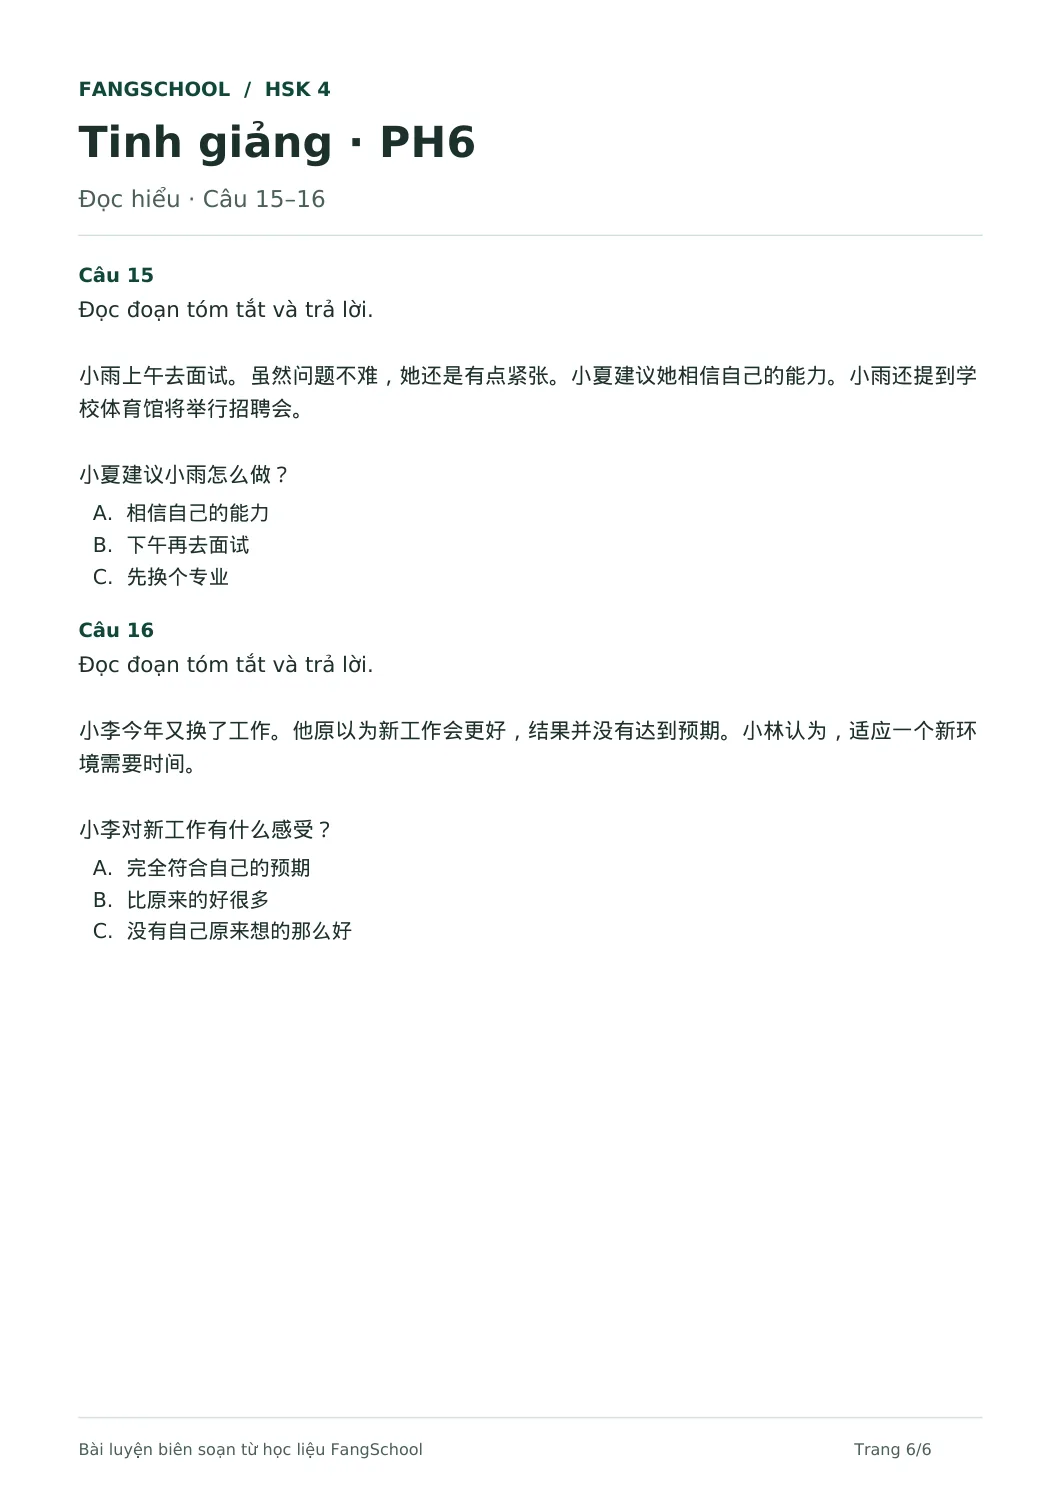 FANGSCHOOL / HSK 4
Tinh giảng · PH6
Đọc hiểu · Câu 15–16
Câu 15
Đọc đoạn tóm tắt và trả lời.
小雨上午去面试。虽然问题不难，她还是有点紧张。小夏建议她相信自己的能力。小雨还提到学
校体育馆将举行招聘会。
小夏建议小雨怎么做？
A. 相信自己的能力
B. 下午再去面试
C. 先换个专业
Câu 16
Đọc đoạn tóm tắt và trả lời.
小李今年又换了工作。他原以为新工作会更好，结果并没有达到预期。小林认为，适应一个新环
境需要时间。
小李对新工作有什么感受？
A. 完全符合自己的预期
B. 比原来的好很多
C. 没有自己原来想的那么好
Bài luyện biên soạn từ học liệu FangSchool
Trang 6/6